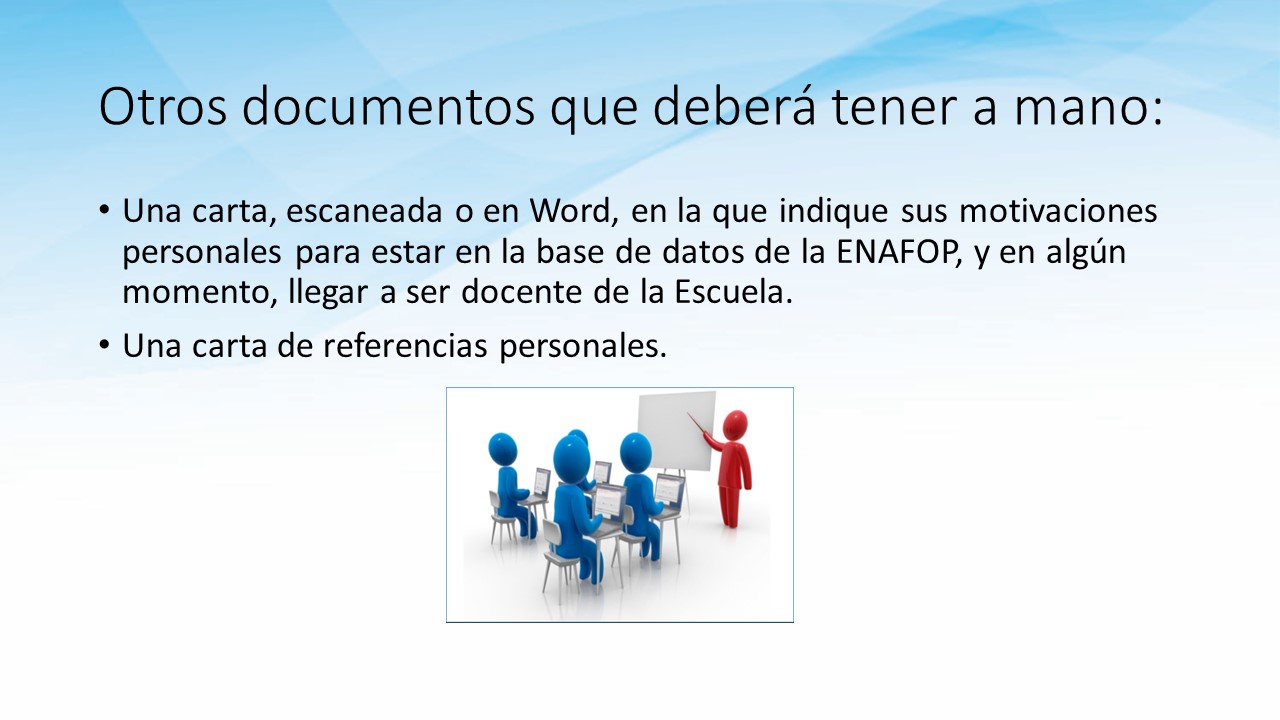 Otros documentos que deberá tener a mano:
• Una carta, escaneada o en Word, en la que indique sus motivaciones
personales para estar en la base de datos de la ENAFOP, y en algún
momento, llegar a ser docente de la Escuela.
• Una carta de referencias personales.